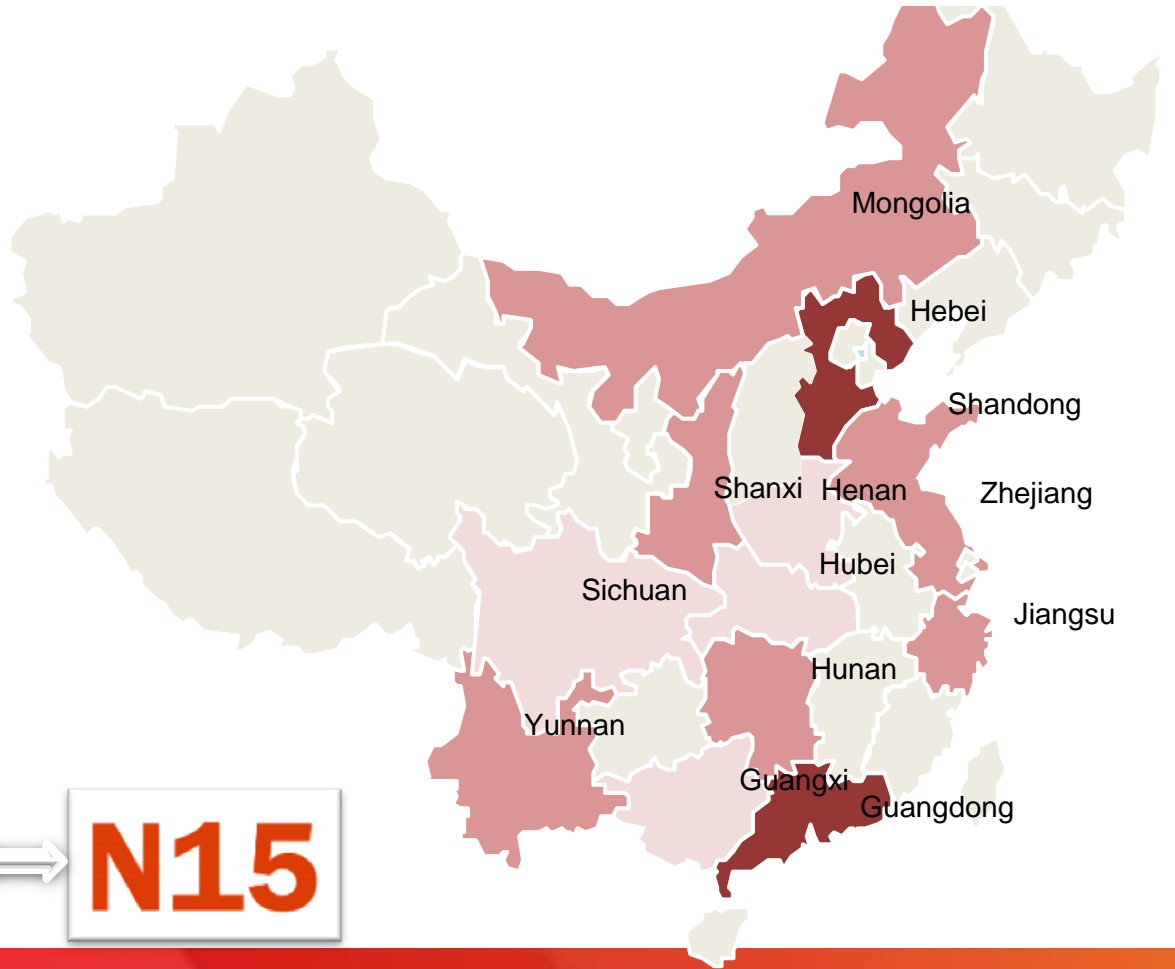 Mongolia
Hebei
Shandong
Shanxi
Henan
Zhejiang
Hubei
Sichuan
Jiangsu
Hunan
Yunnan
Guangxi
Guangdong
N15